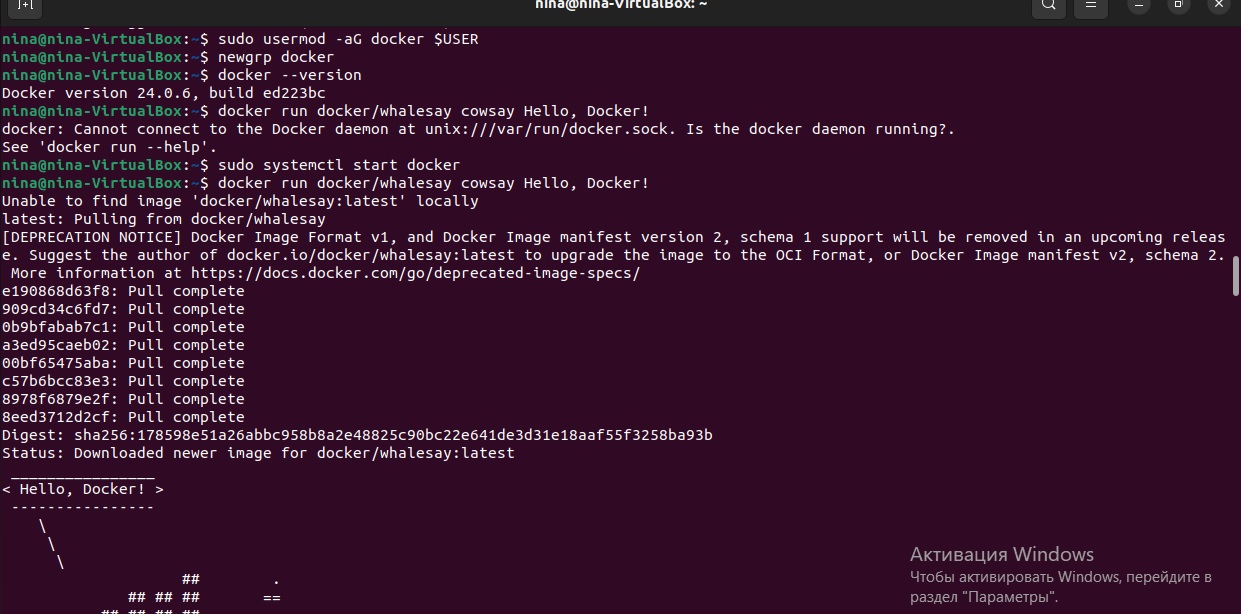 nina@nina-VirtualBox: ~
nina@nina-VirtualBox:~$ sudo usermod -aG docker $USER
nina@nina-VirtualBox:~$ newgrp docker
nina@nina-VirtualBox:~$ docker --version
Docker version 24.0.6, build ed223bc
nina@nina-VirtualBox:~$ docker run docker/whalesay cowsay Hello, Docker!
docker: Cannot connect to the Docker daemon at unix:///var/run/docker.sock. Is the docker daemon running?.
See 'docker run --help'.
nina@nina-VirtualBox:~$ sudo systemctl start docker
nina@nina-VirtualBox:~$ docker run docker/whalesay cowsay Hello, Docker!
Unable to find image 'docker/whalesay:latest' locally
latest: Pulling from docker/whalesay
[DEPRECATION NOTICE] Docker Image Format v1, and Docker Image manifest version 2, schema 1 support will be removed in an upcoming releas
e. Suggest the author of docker.io/docker/whalesay:latest to upgrade the image to the OCI Format, or Docker Image manifest v2, schema 2.
 More information at https://docs.docker.com/go/deprecated-image-specs/
e190868d63f8: Pull complete
909cd34c6fd7: Pull complete
0b9bfabab7c1: Pull complete
a3ed95caeb02: Pull complete
00bf65475aba: Pull complete
c57b6bcc83e3: Pull complete
8978f6879e2f: Pull complete
8eed3712d2cf: Pull complete
Digest: sha256:178598e51a26abbc958b8a2e48825c90bc22e641de3d31e18aaf55f3258ba93b
Status: Downloaded newer image for docker/whalesay:latest
 ________________
< Hello, Docker! >
 ----------------
    \
     \
      \
                    ##        .
              ## ## ##       ==
           ## ## ## ##
Активация Windows
Чтобы активировать Windows, перейдите в
раздел "Параметры".